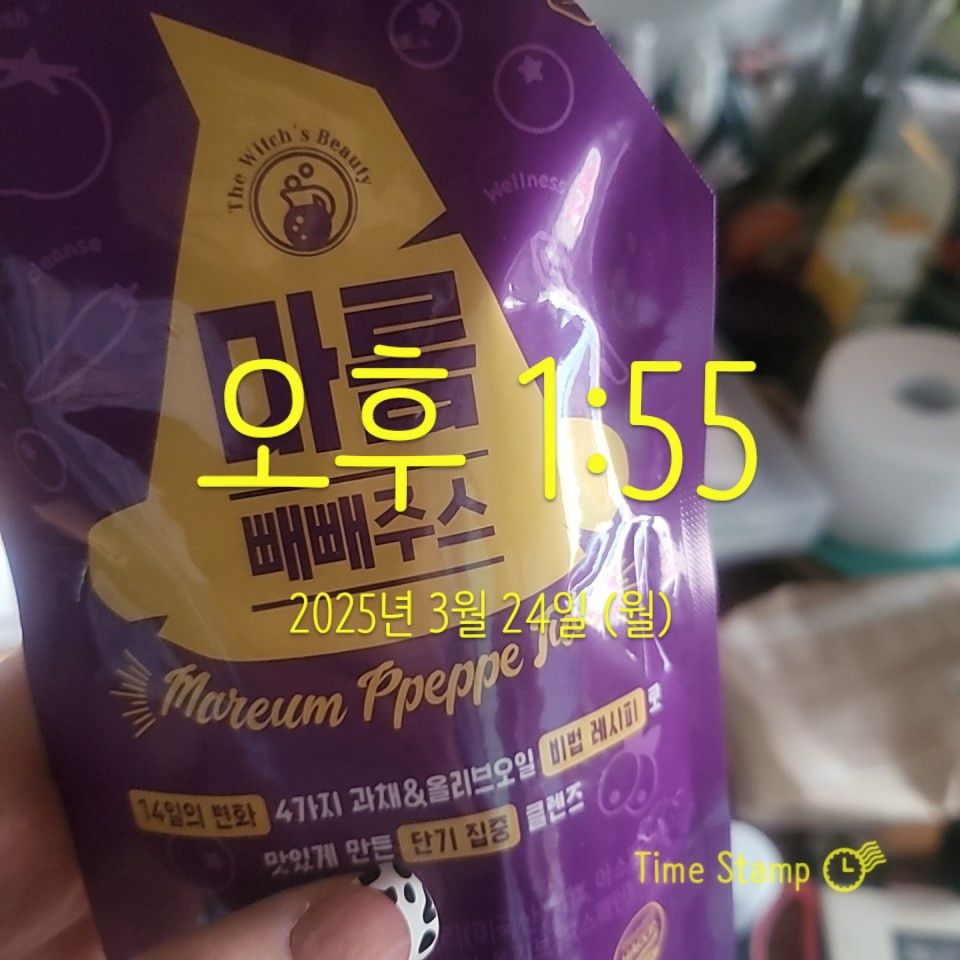 The Witch's Beauty
Wellness
마름
오후 1:55
빼빼주스
2025년 3월 24일 (월)
Mareum Ppeppe
14일의 변화 4가지 과채&올리브오일 비법 레시피로
맛있게 만든 단기 집중 클렌즈
Time Stamp